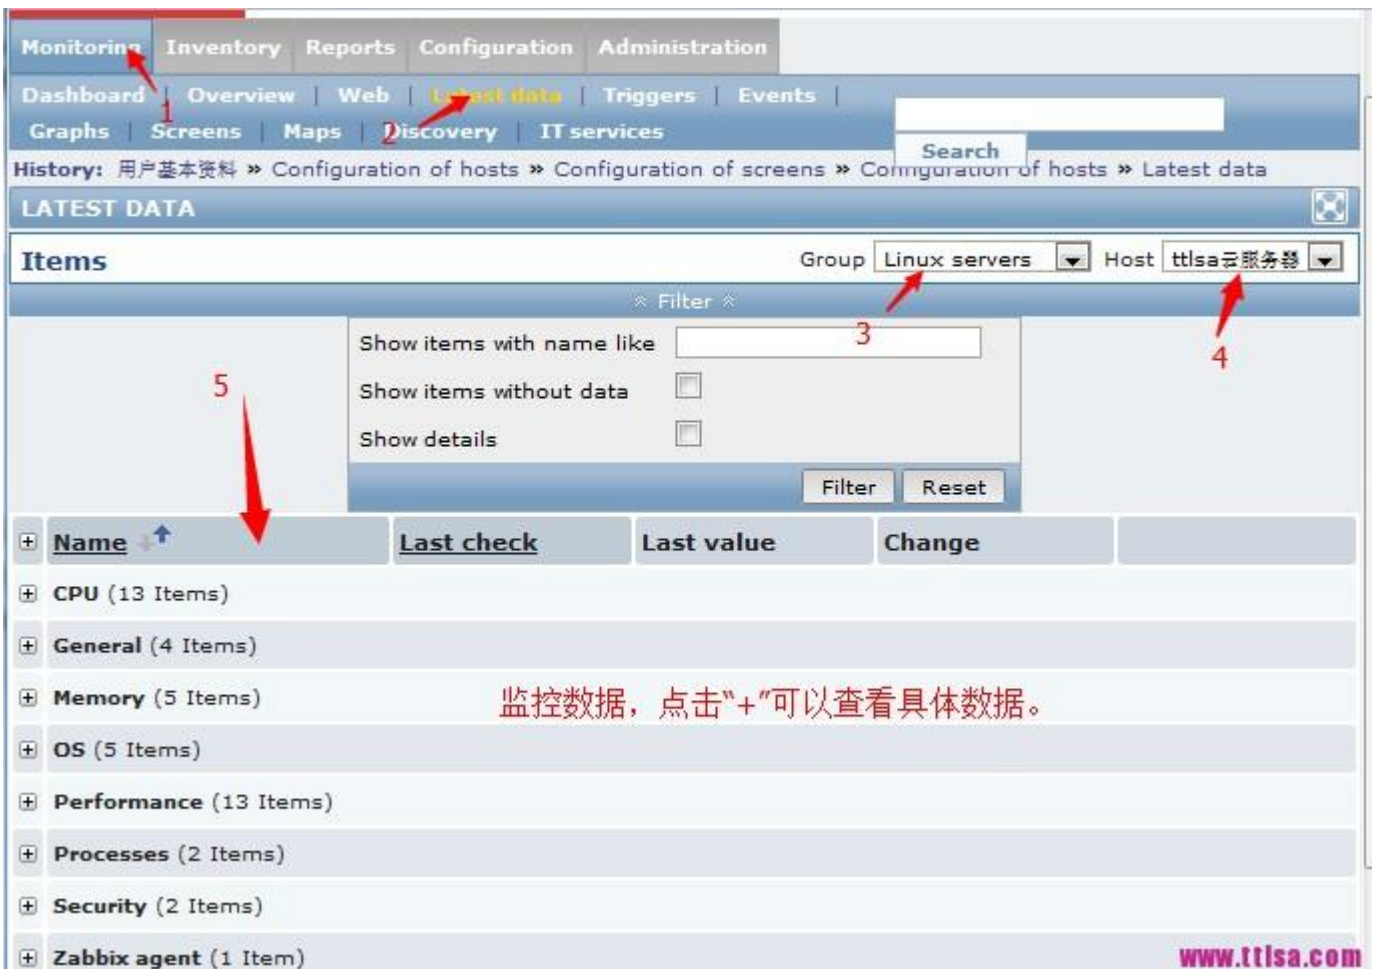 Monitoring Inventory Reports Configuration Administration
Dashboard | Overview | Web | Latest data | Triggers | Events |
1
2
Graphs | Screens | Maps | Discovery | IT services
Search
History: 用户基本资料 » Configuration of hosts » Configuration of screens » Configuration of hosts » Latest data
LATEST DATA
Items Group Linux servers Host ttlsa云服务器
Filter
3
4
Show items with name like
5
Show items without data
Show details
Filter Reset
Name Last check Last value Change
CPU (13 Items)
General (4 Items)
Memory (5 Items)
监控数据，点击“+”可以查看具体数据。
OS (5 Items)
Performance (13 Items)
Processes (2 Items)
Security (2 Items)
Zabbix agent (1 Item)
www.ttlsa.com